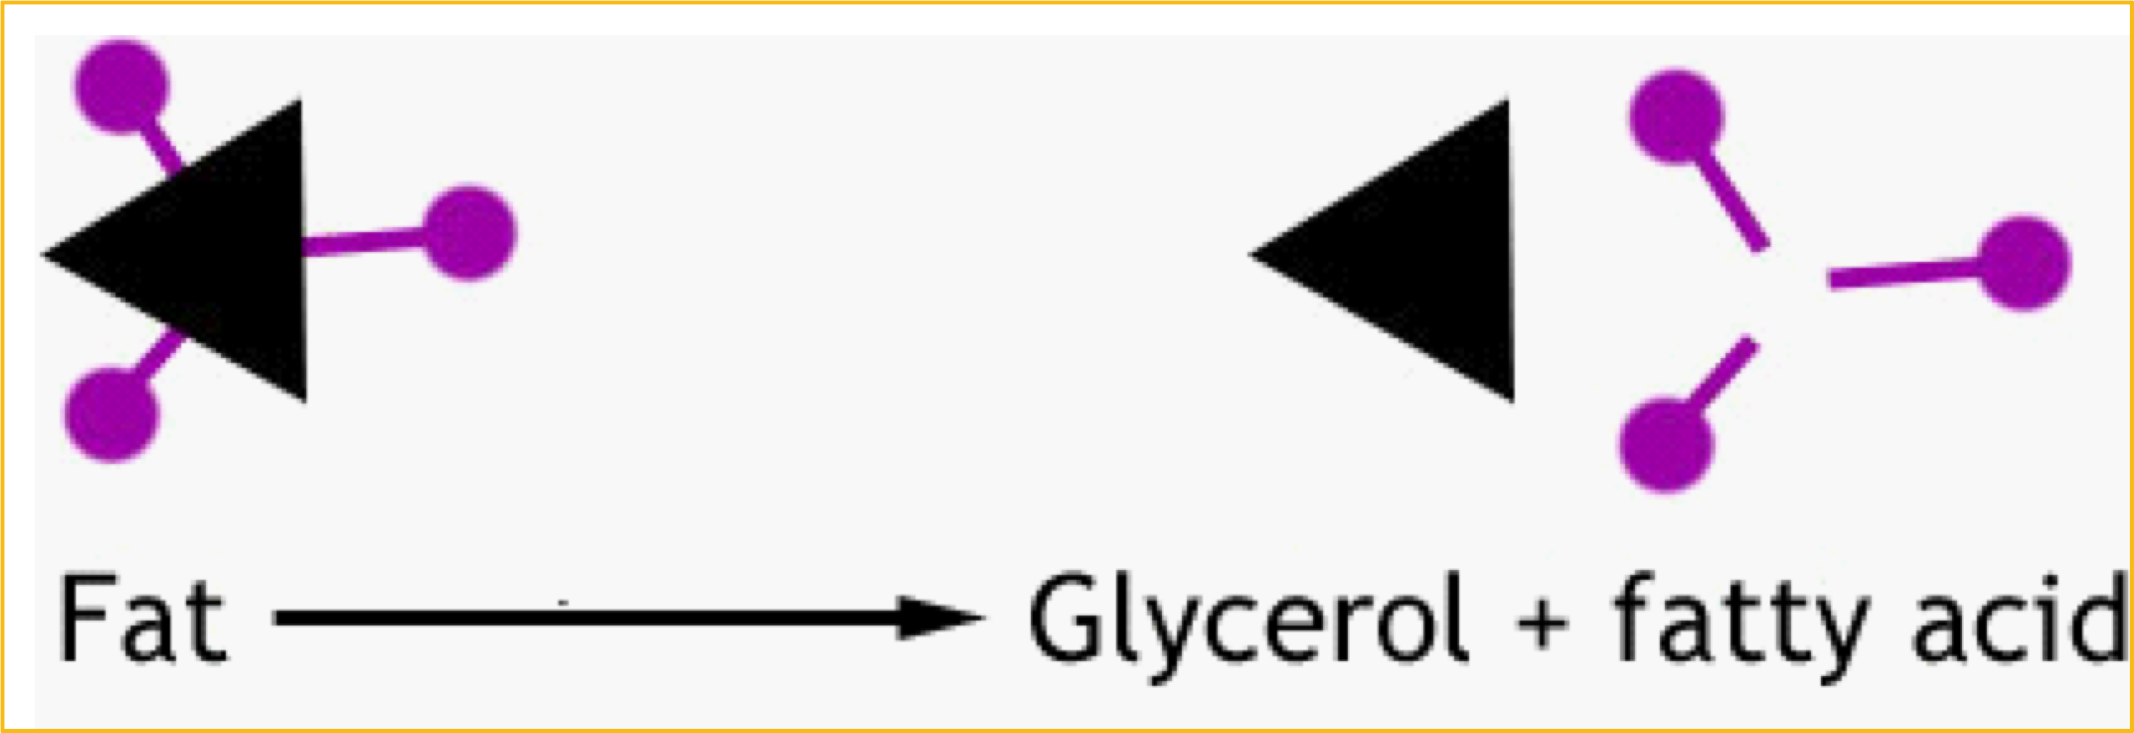 Fat Glycerol + fatty acid